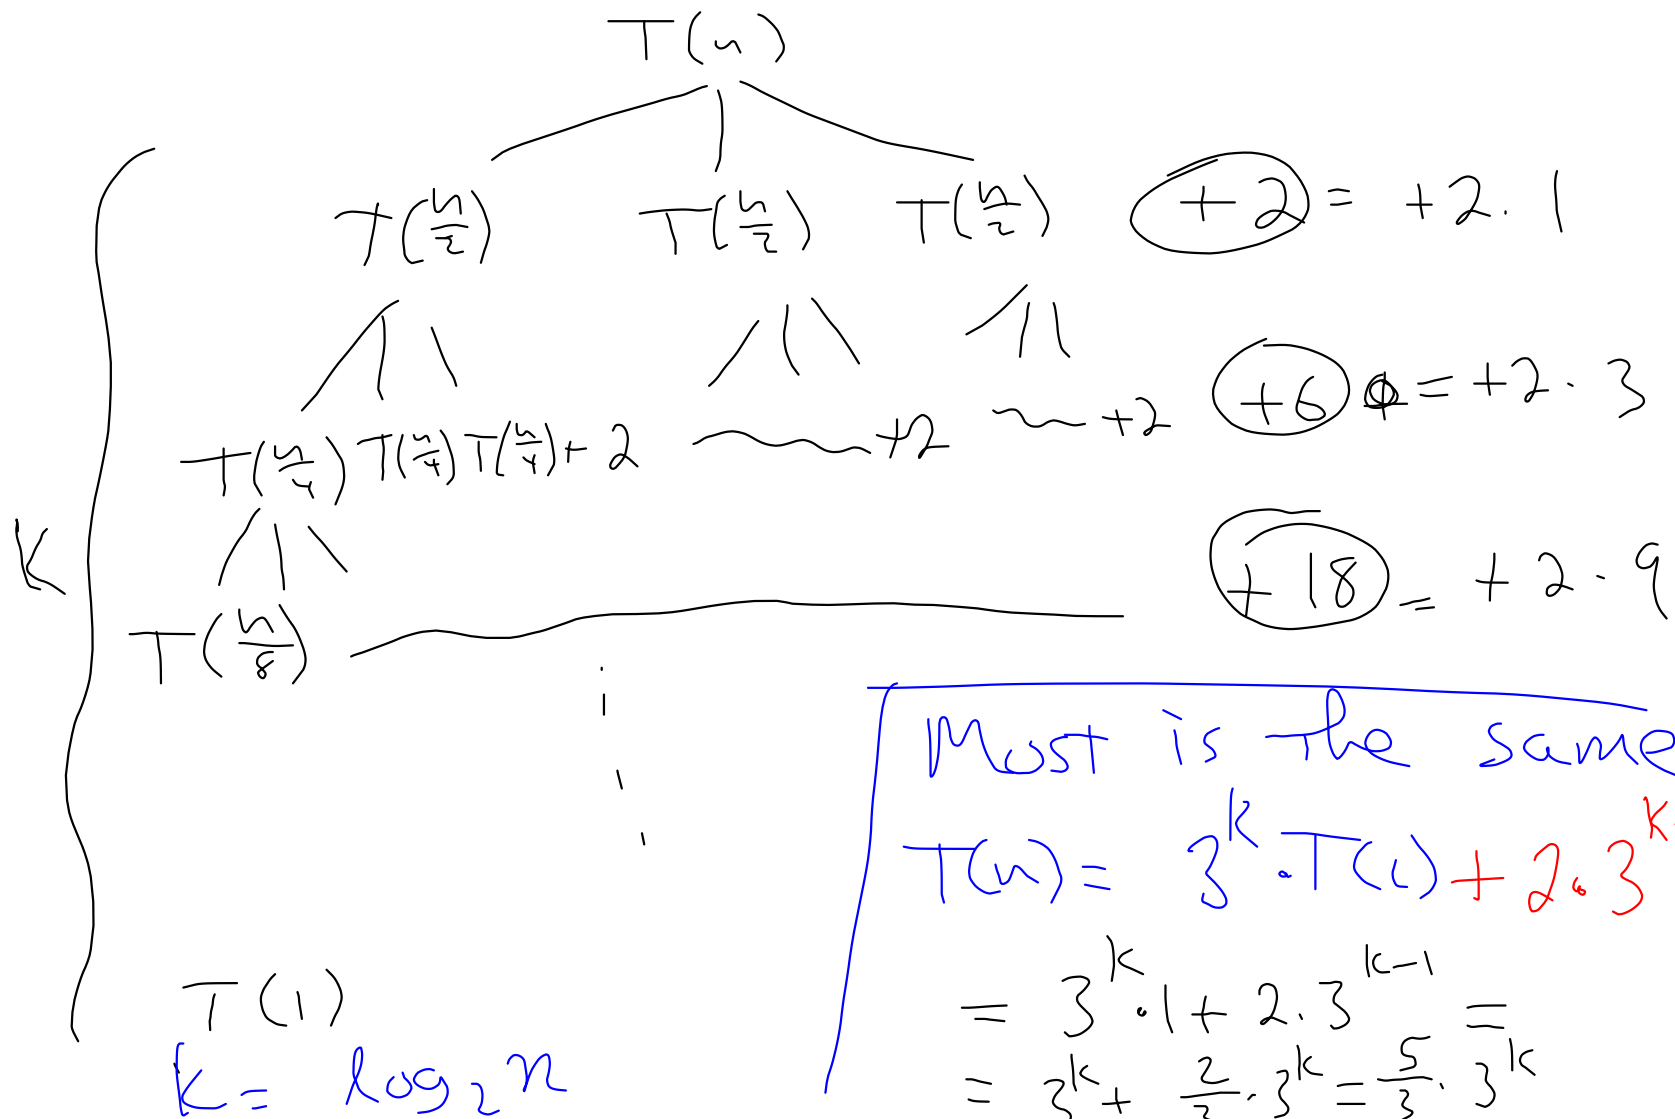 T(n)
T(n/2) T(n/2) T(n/2) +2 = +2·1
T(n/4) T(n/4) T(n/4) + 2 +2 +2 +6 = +2·3
T(n/8) +18 = +2·9
K
Most is the same
T(n) = 3^k · T(1) + 2·3^k
= 3^k · 1 + 2·3^(k-1) =
= 3^k + 2/3 · 3^k = 5/3 · 3^k
T(1)
k = log₂ n